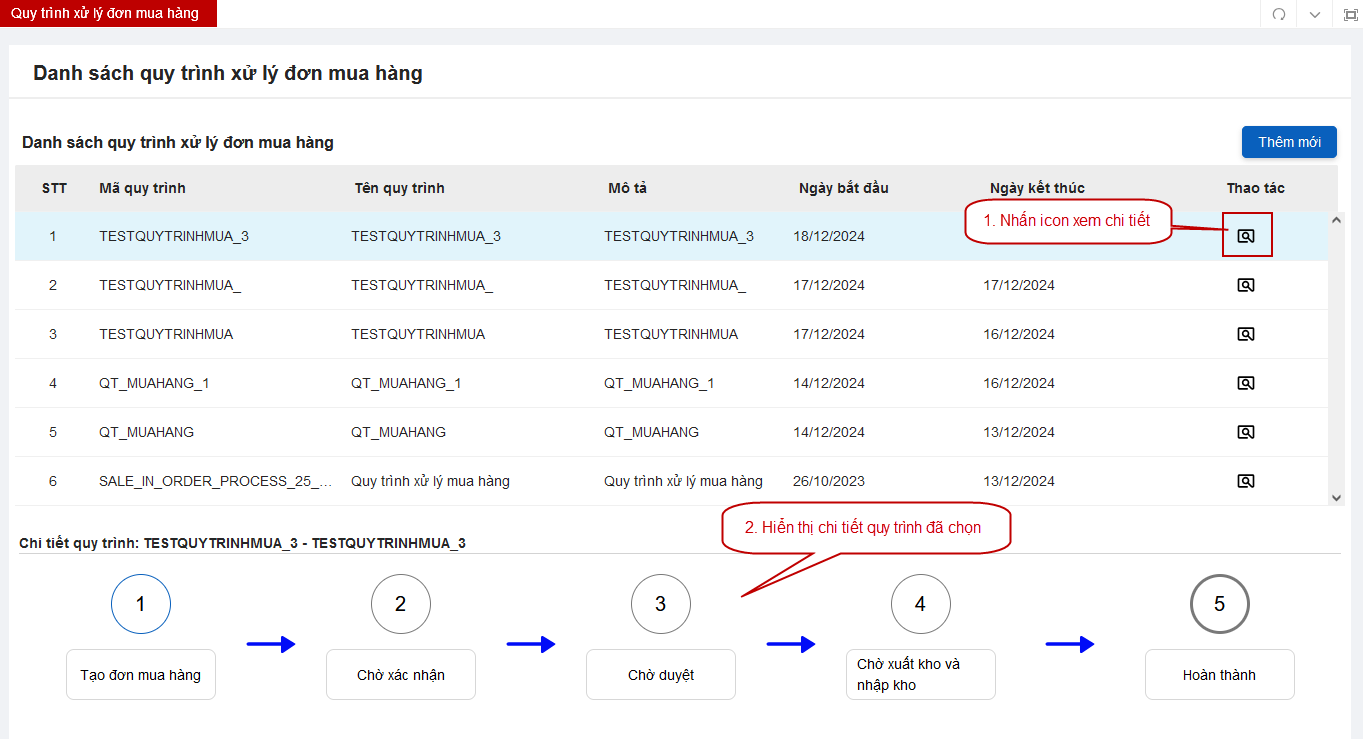 Quy trình xử lý đơn mua hàng
Danh sách quy trình xử lý đơn mua hàng
Danh sách quy trình xử lý đơn mua hàng
Thêm mới
STT Mã quy trình Tên quy trình Mô tả Ngày bắt đầu Ngày kết thúc Thao tác
1. Nhấn icon xem chi tiết
1 TESTQUYTRINHMUA_3 TESTQUYTRINHMUA_3 TESTQUYTRINHMUA_3 18/12/2024
2 TESTQUYTRINHMUA_ TESTQUYTRINHMUA_ TESTQUYTRINHMUA_ 17/12/2024 17/12/2024
3 TESTQUYTRINHMUA TESTQUYTRINHMUA TESTQUYTRINHMUA 17/12/2024 16/12/2024
4 QT_MUAHANG_1 QT_MUAHANG_1 QT_MUAHANG_1 14/12/2024 16/12/2024
5 QT_MUAHANG QT_MUAHANG QT_MUAHANG 14/12/2024 13/12/2024
6 SALE_IN_ORDER_PROCESS_25_... Quy trình xử lý mua hàng Quy trình xử lý mua hàng 26/10/2023 13/12/2024
2. Hiển thị chi tiết quy trình đã chọn
Chi tiết quy trình: TESTQUYTRINHMUA_3 - TESTQUYTRINHMUA_3
1 2 3 4 5
Tạo đơn mua hàng Chờ xác nhận Chờ duyệt Chờ xuất kho và Hoàn thành
nhập kho